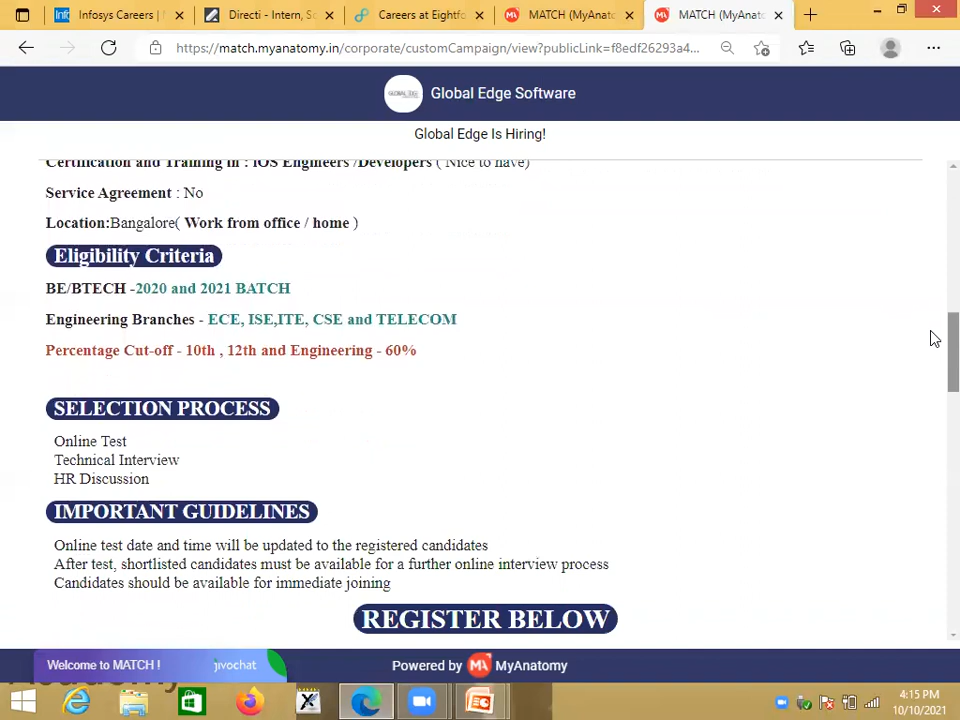 Infosys Careers |
Directi - Intern, So
Careers at Eightfo
MATCH (MyAnato
MATCH (MyAnato
https://match.myanatomy.in/corporate/customCampaign/view?publicLink=f8edf26293a4...
GLOBAL EDGE
Global Edge Software
Global Edge Is Hiring!
Certification and Training in : iOS Engineers /Developers ( Nice to have)
Service Agreement : No
Location:Bangalore( Work from office / home )
Eligibility Criteria
BE/BTECH -2020 and 2021 BATCH
Engineering Branches - ECE, ISE,ITE, CSE and TELECOM
Percentage Cut-off - 10th , 12th and Engineering - 60%
SELECTION PROCESS
Online Test
Technical Interview
HR Discussion
IMPORTANT GUIDELINES
Online test date and time will be updated to the registered candidates
After test, shortlisted candidates must be available for a further online interview process
Candidates should be available for immediate joining
REGISTER BELOW
Welcome to MATCH !
jivochat
Powered by MA MyAnatomy
Academy
4:15 PM
10/10/2021